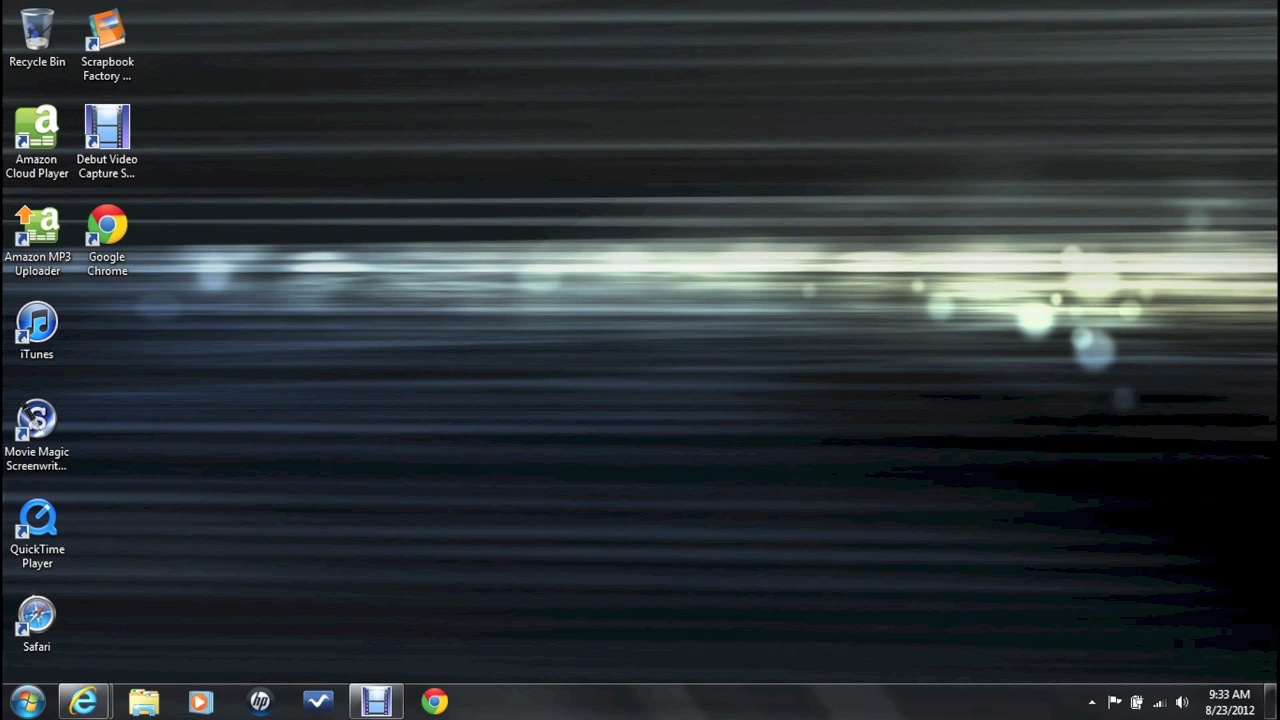 Recycle Bin
Scrapbook
Factory ...
Amazon
Cloud Player
Debut Video
Capture S...
Amazon MP3
Uploader
Google
Chrome
iTunes
Movie Magic
Screenwrit...
QuickTime
Player
Safari
hp
9:33 AM
8/23/2012